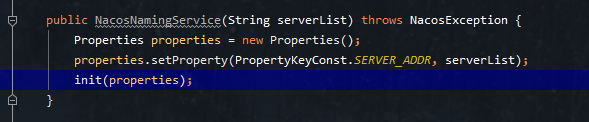 public NacosNamingService(String serverList) throws NacosException {
    Properties properties = new Properties();
    properties.setProperty(PropertyKeyConst.SERVER_ADDR, serverList);
    init(properties);
}